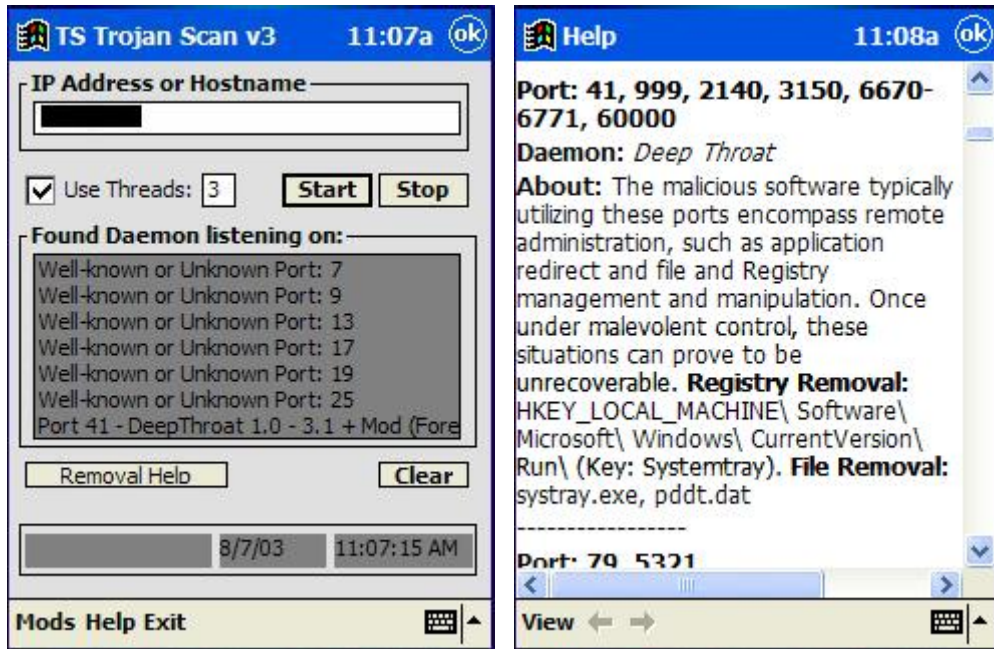 TS Trojan Scan v3 11:07a ok
IP Address or Hostname
Use Threads: 3 Start Stop
Found Daemon listening on:
Well-known or Unknown Port: 7
Well-known or Unknown Port: 9
Well-known or Unknown Port: 13
Well-known or Unknown Port: 17
Well-known or Unknown Port: 19
Well-known or Unknown Port: 25
Port 41 - DeepThroat 1.0 - 3.1 + Mod (Fore
Removal Help Clear
8/7/03 11:07:15 AM
Mods Help Exit
Help 11:08a ok
Port: 41, 999, 2140, 3150, 6670-
6771, 60000
Daemon: Deep Throat
About: The malicious software typically
utilizing these ports encompass remote
administration, such as application
redirect and file and Registry
management and manipulation. Once
under malevolent control, these
situations can prove to be
unrecoverable. Registry Removal:
HKEY_LOCAL_MACHINE\ Software\
Microsoft\ Windows\ CurrentVersion\
Run\ (Key: Systemtray). File Removal:
systray.exe, pddt.dat
-----------------
Port: 79, 5321
View